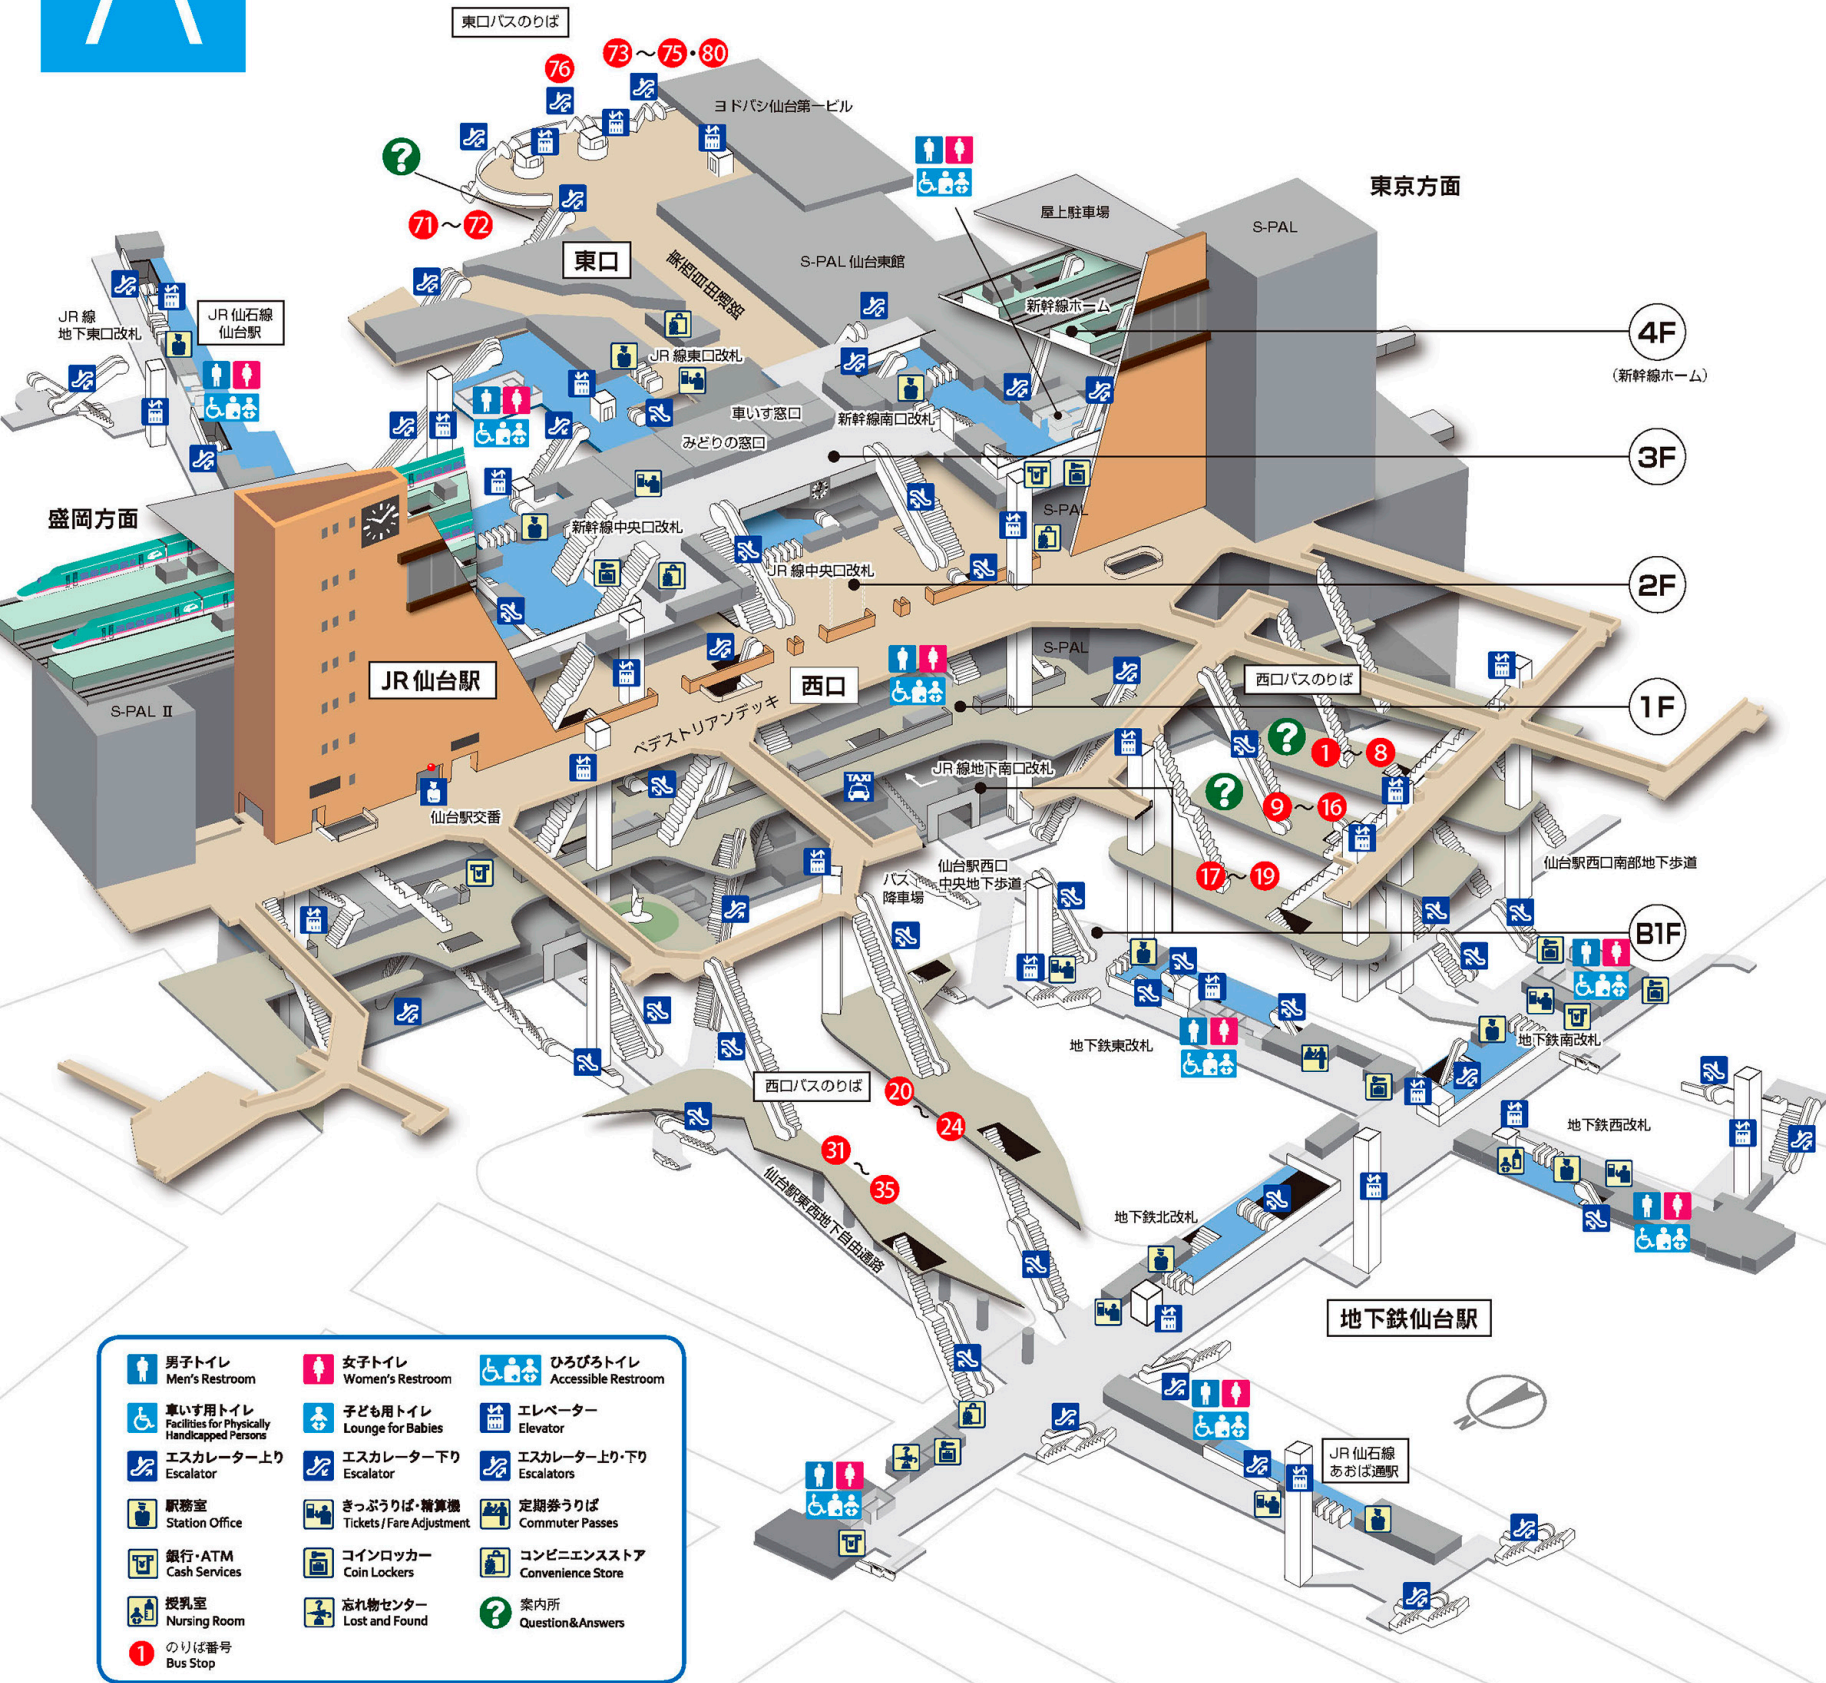 東口バスのりば
76
73〜75・80
ヨドバシ仙台第一ビル
?
71〜72
東口
東西自由通路
S-PAL 仙台東館
屋上駐車場
東京方面
S-PAL
新幹線ホーム
4F
(新幹線ホーム)
JR 線
地下東口改札
JR 仙石線
仙台駅
JR 線東口改札
車いす窓口
みどりの窓口
新幹線南口改札
3F
盛岡方面
新幹線中央口改札
S-PAL
JR 線中央口改札
2F
JR 仙台駅
S-PAL II
西口
S-PAL
ペデストリアンデッキ
西口バスのりば
1F
?
1〜8
?
9〜16
17〜19
TAXI
JR 線地下南口改札
仙台駅交番
仙台駅西口
中央地下歩道
バス
降車場
仙台駅西口南部地下歩道
B1F
地下鉄東改札
地下鉄南改札
西口バスのりば
20
〜
24
31
〜
35
地下鉄西改札
仙台駅東西地下自由通路
地下鉄北改札
地下鉄仙台駅
N
JR 仙石線
あおば通駅
男子トイレ
Men's Restroom
女子トイレ
Women's Restroom
ひろびろトイレ
Accessible Restroom
車いす用トイレ
Facilities for Physically
Handicapped Persons
子ども用トイレ
Lounge for Babies
エレベーター
Elevator
エスカレーター上り
Escalator
エスカレーター下り
Escalator
エスカレーター上り・下り
Escalators
駅務室
Station Office
きっぷうりば・精算機
Tickets / Fare Adjustment
定期券うりば
Commuter Passes
銀行・ATM
Cash Services
コインロッカー
Coin Lockers
コンビニエンスストア
Convenience Store
授乳室
Nursing Room
忘れ物センター
Lost and Found
?
案内所
Question&Answers
1
のりば番号
Bus Stop